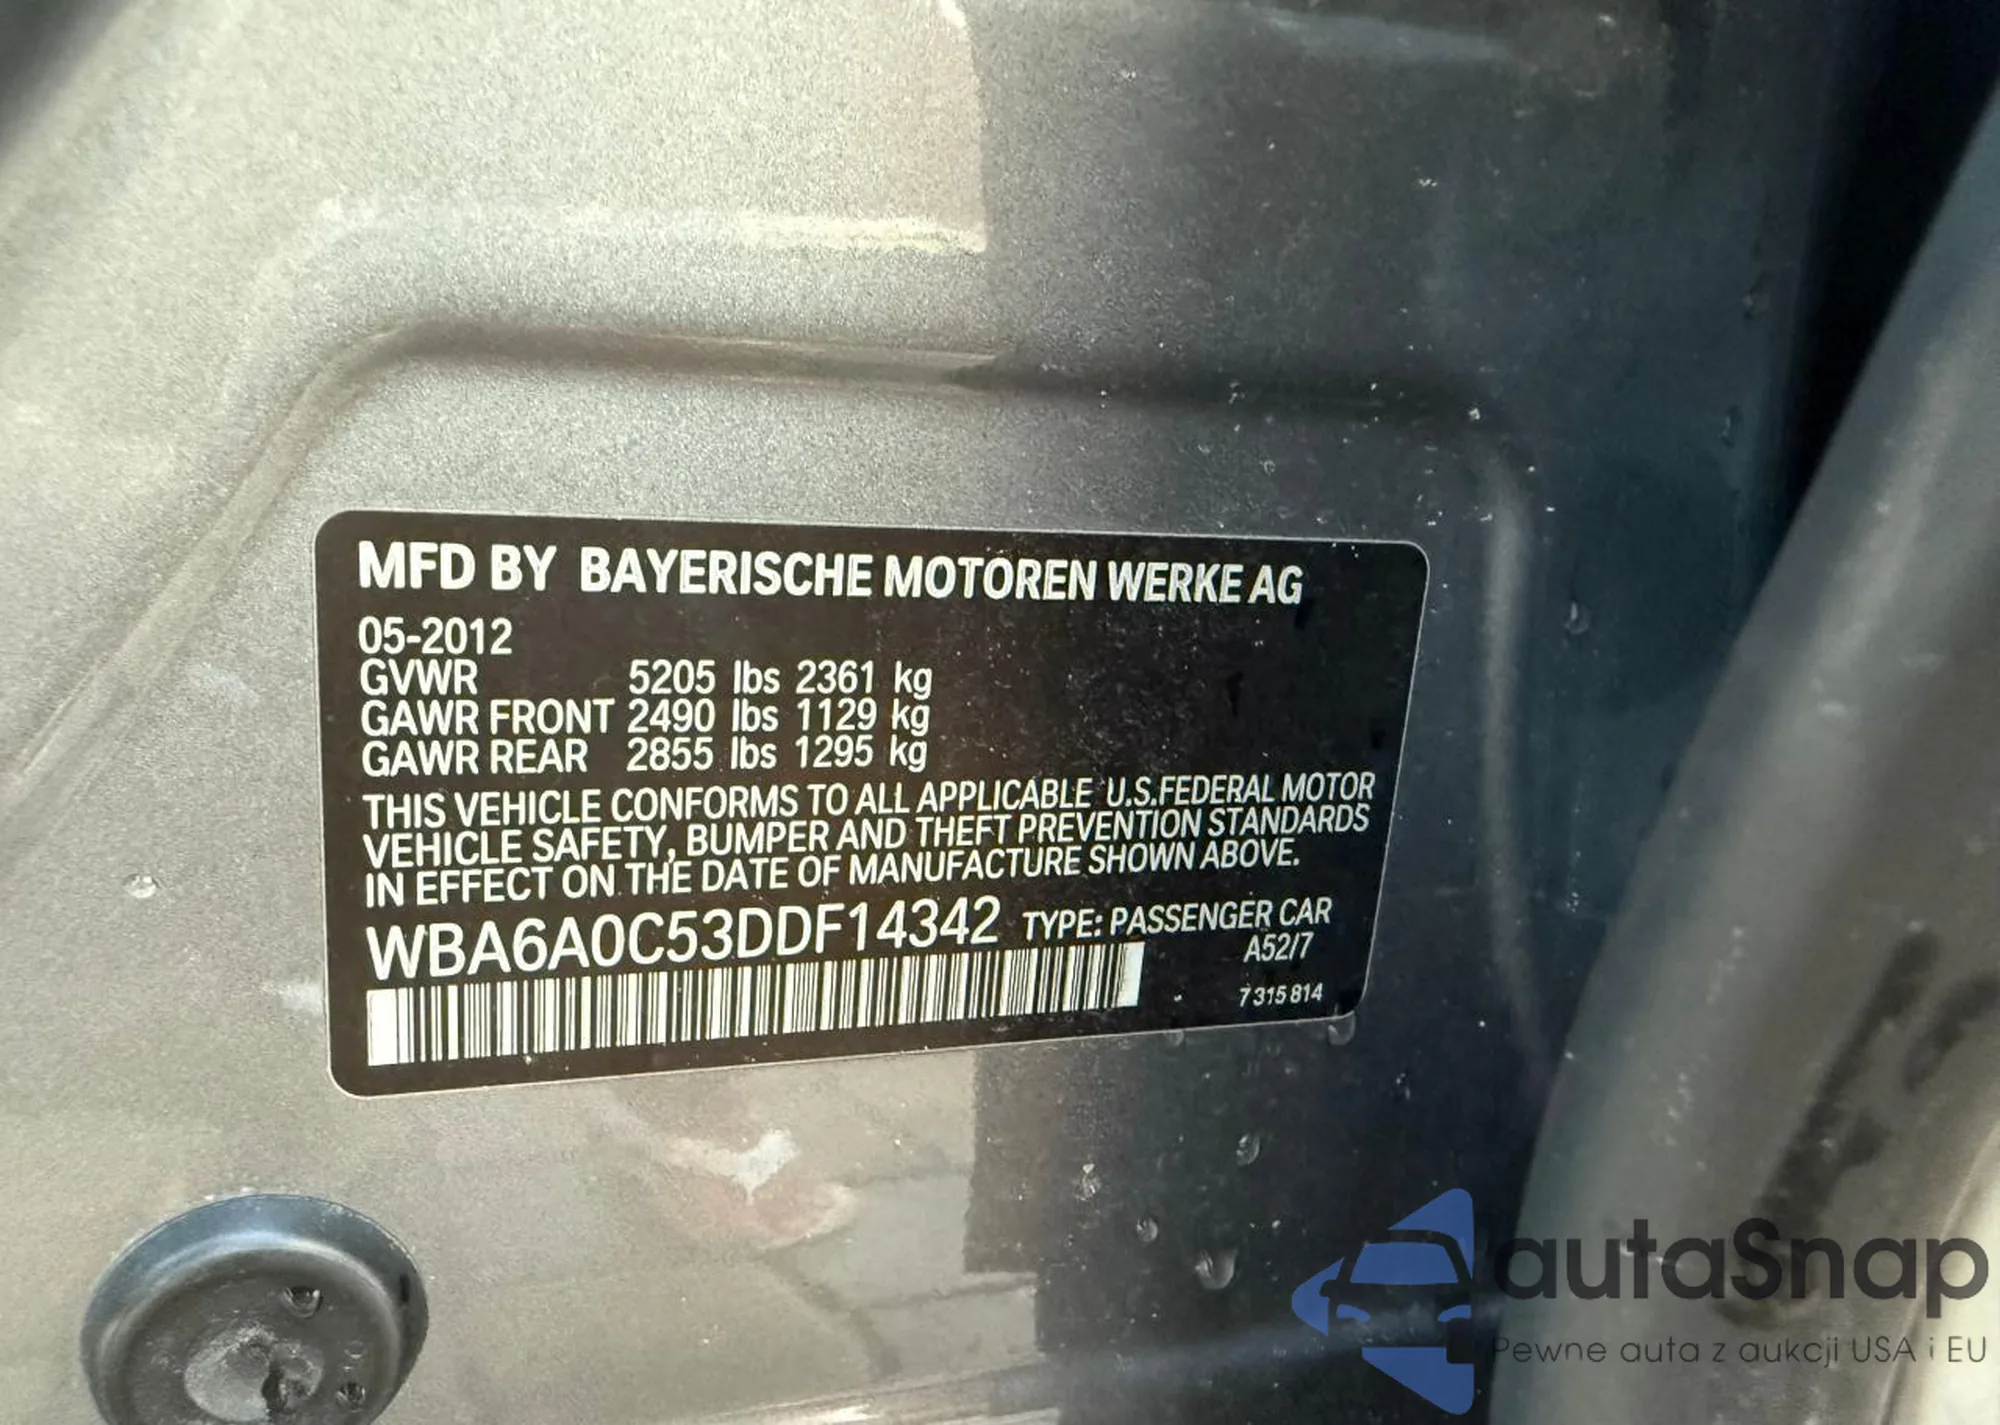 MFD BY BAYERISCHE MOTOREN WERKE AG
05-2012
GVWR 5205 lbs 2361 kg
GAWR FRONT 2490 lbs 1129 kg
GAWR REAR 2855 lbs 1295 kg
THIS VEHICLE CONFORMS TO ALL APPLICABLE U.S.FEDERAL MOTOR
VEHICLE SAFETY, BUMPER AND THEFT PREVENTION STANDARDS
IN EFFECT ON THE DATE OF MANUFACTURE SHOWN ABOVE.
WBA6A0C53DDF14342 TYPE: PASSENGER CAR
A52/7
7315814
autaSnap
Pewne auta z aukcji USA i EU